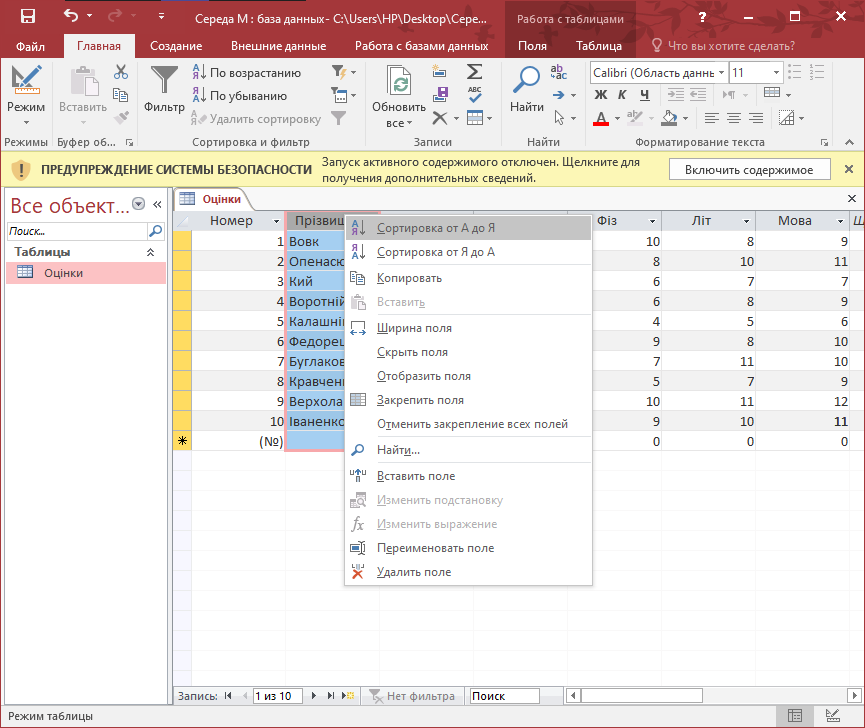 Середа М : база данных- C:\Users\HP\Desktop\Сере...
Работа с таблицами
?
Файл
Главная
Создание
Внешние данные
Работа с базами данных
Поля
Таблица
Что вы хотите сделать?
Режим
Вставить
Фильтр
По возрастанию
По убыванию
Удалить сортировку
Обновить
все
Найти
Calibri (Область даннь
11
Ж К Ч
Режимы
Буфер об...
Сортировка и фильтр
Записи
Найти
Форматирование текста
ПРЕДУПРЕЖДЕНИЕ СИСТЕМЫ БЕЗОПАСНОСТИ
Запуск активного содержимого отключен. Щелкните для
получения дополнительных сведений.
Включить содержимое
Все объект...
Поиск...
Таблицы
Оцінки
Оцінки
Номер Прізвищ Фіз Літ Мова Ш
1 Вовк 10 8 9
2 Опенасю 8 10 11
3 Кий 6 7 7
4 Воротній 6 8 9
5 Калашнік 4 5 6
6 Федорец 9 8 10
7 Буглаков 7 11 10
8 Кравчен 5 7 9
9 Верхола 10 11 12
10 Іваненко 9 10 11
(№) 0 0 0
Сортировка от А до Я
Сортировка от Я до А
Копировать
Вставить
Ширина поля
Скрыть поля
Отобразить поля
Закрепить поля
Отменить закрепление всех полей
Найти...
Вставить поле
Изменить подстановку
Изменить выражение
Переименовать поле
Удалить поле
Запись: 1 из 10 Нет фильтра Поиск
Режим таблицы